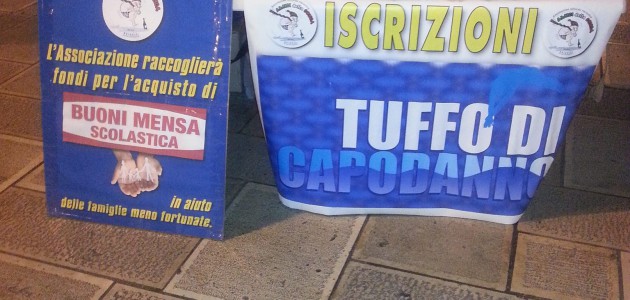 L'Associazione raccoglierà
fondi per l'acquisto di
BUONI MENSA
SCOLASTICA
in aiuto
delle famiglie meno fortunate.
ISCRIZIONI
TUFFO DI
CAPODANNO